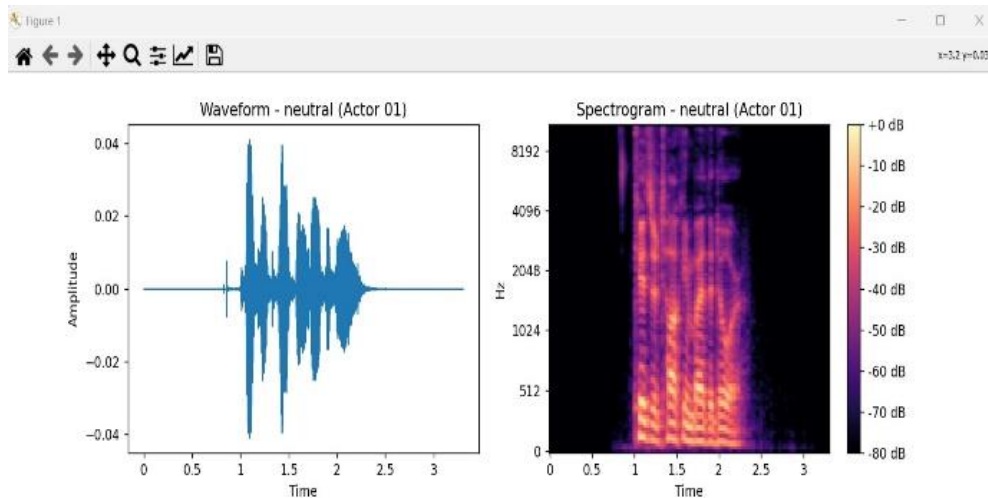 Figure 1
x=3.2 y=0.03
Waveform - neutral (Actor 01)
0.04
0.02
0.00
−0.02
−0.04
Amplitude
0
0.5
1
1.5
2
2.5
3
Time
Spectrogram - neutral (Actor 01)
8192
4096
2048
1024
512
0
Hz
0
0.5
1
1.5
2
2.5
3
Time
+0 dB
-10 dB
-20 dB
-30 dB
-40 dB
-50 dB
-60 dB
-70 dB
-80 dB